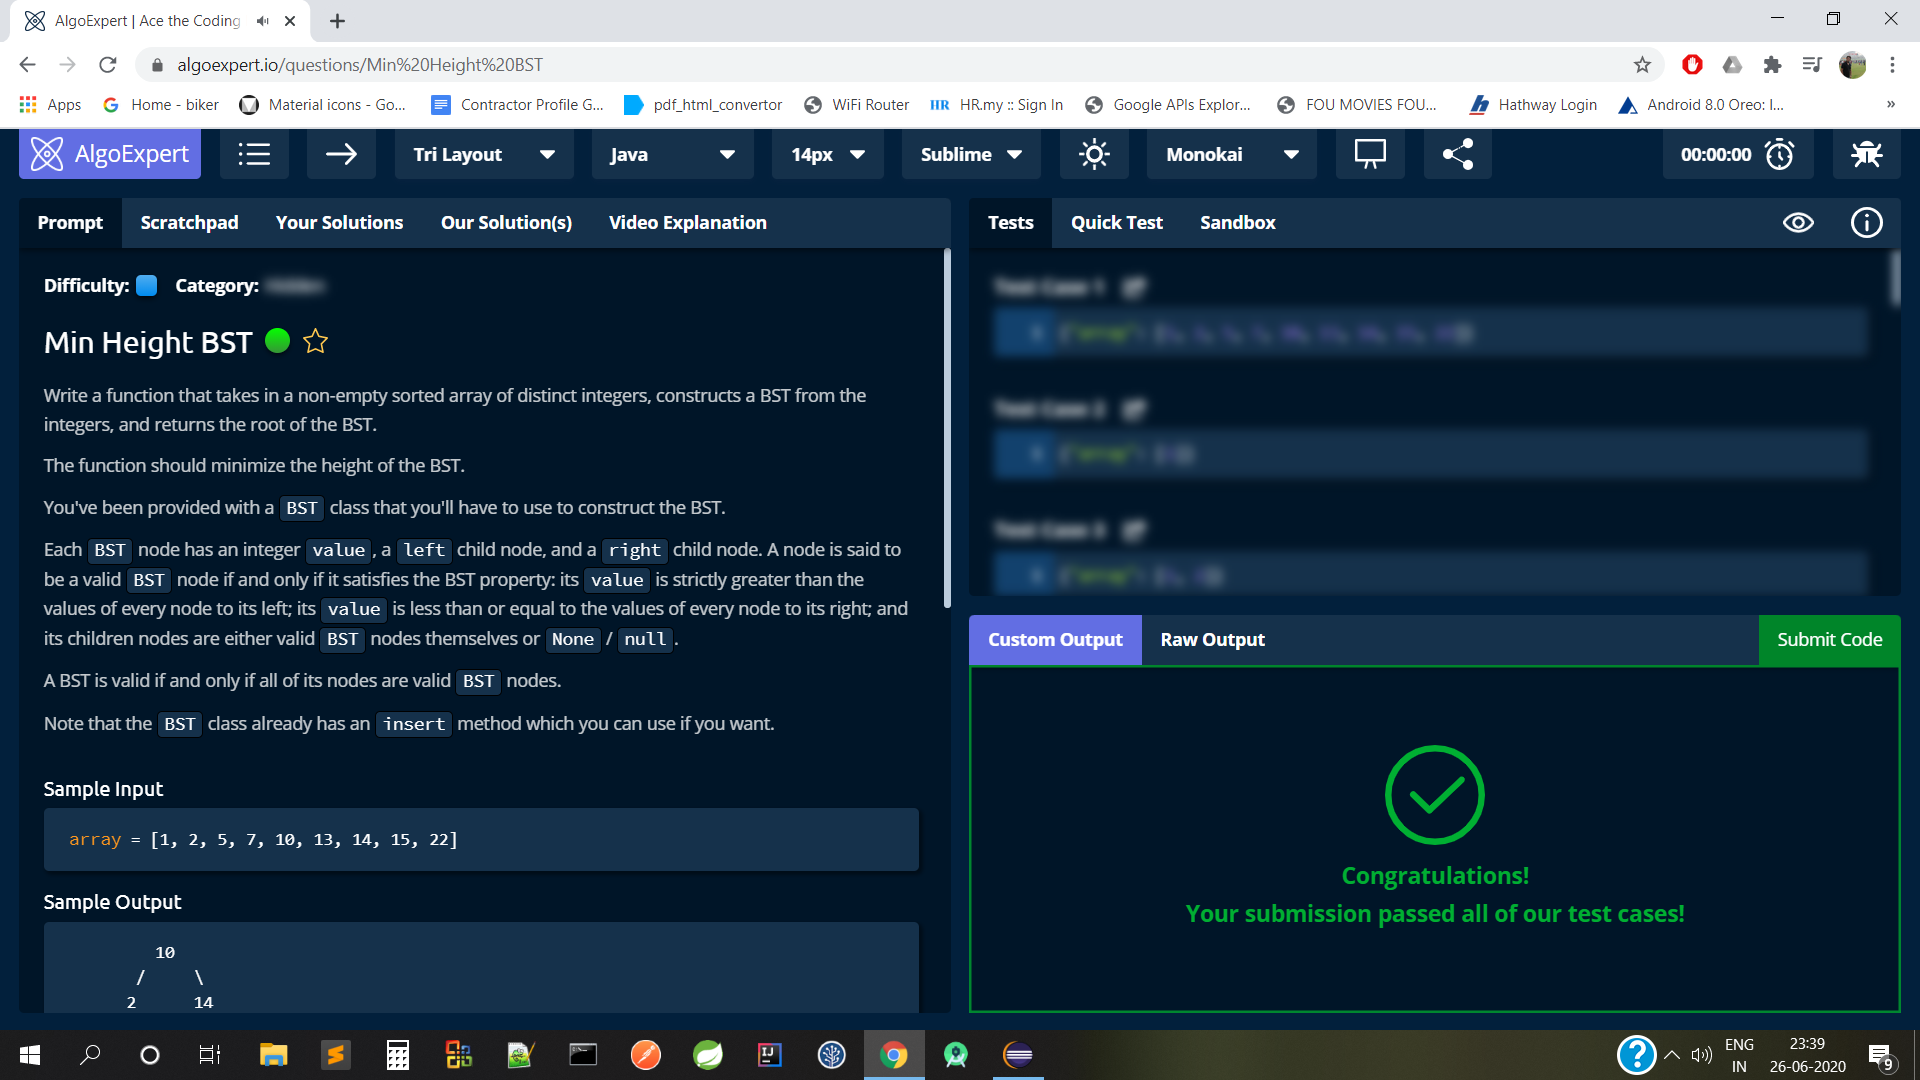 AlgoExpert | Ace the Coding
algoexpert.io/questions/Min%20Height%20BST
Apps Home - biker Material icons - Go... Contractor Profile G... pdf_html_convertor WiFi Router HR HR.my :: Sign In Google APIs Explor... FOU MOVIES FOU... Hathway Login Android 8.0 Oreo: I... »
AlgoExpert Tri Layout Java 14px Sublime Monokai 00:00:00
Prompt Scratchpad Your Solutions Our Solution(s) Video Explanation
Difficulty: Category:
Min Height BST
Write a function that takes in a non-empty sorted array of distinct integers, constructs a BST from the
integers, and returns the root of the BST.
The function should minimize the height of the BST.
You've been provided with a BST class that you'll have to use to construct the BST.
Each BST node has an integer value, a left child node, and a right child node. A node is said to
be a valid BST node if and only if it satisfies the BST property: its value is strictly greater than the
values of every node to its left; its value is less than or equal to the values of every node to its right; and
its children nodes are either valid BST nodes themselves or None / null.
A BST is valid if and only if all of its nodes are valid BST nodes.
Note that the BST class already has an insert method which you can use if you want.
Sample Input
array = [1, 2, 5, 7, 10, 13, 14, 15, 22]
Sample Output
10
/ \
2 14
Tests Quick Test Sandbox
Test Case 1
Test Case 2
Test Case 3
Custom Output Raw Output Submit Code
Congratulations!
Your submission passed all of our test cases!
ENG
IN
23:39
26-06-2020
9